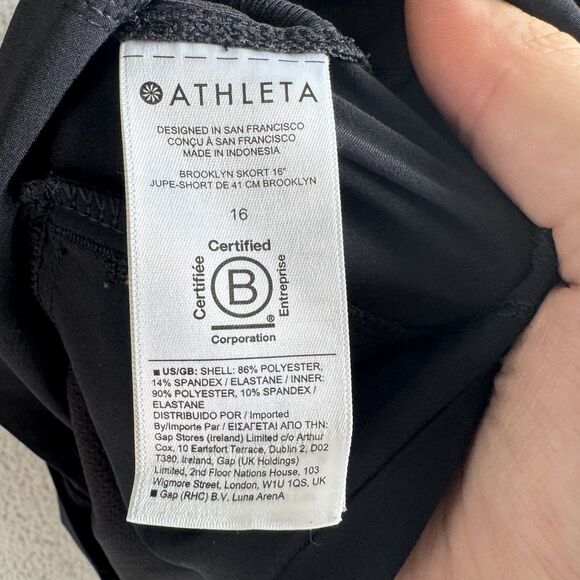 ATHLETA
DESIGNED IN SAN FRANCISCO
CONÇU À SAN FRANCISCO
MADE IN INDONESIA
BROOKLYN SKORT 16"
JUPE-SHORT DE 41 CM BROOKLYN
16
Certified
Certifiée
B
Entreprise
®
Corporation
■ US/GB: SHELL: 86% POLYESTER,
14% SPANDEX / ELASTANE / INNER:
90% POLYESTER, 10% SPANDEX /
ELASTANE
DISTRIBUIDO POR / Imported
By/Importe Par / ΕΙΣΑΓΕΤΑΙ ΑΠΟ ΤΗΝ:
Gap Stores (Ireland) Limited c/o Arthur
Cox, 10 Earlsfort Terrace, Dublin 2, D02
T380, Ireland, Gap (UK Holdings)
Limited, 2nd Floor Nations House, 103
Wigmore Street, London, W1U 1QS, UK
■ Gap (RHC) B.V. Luna ArenA